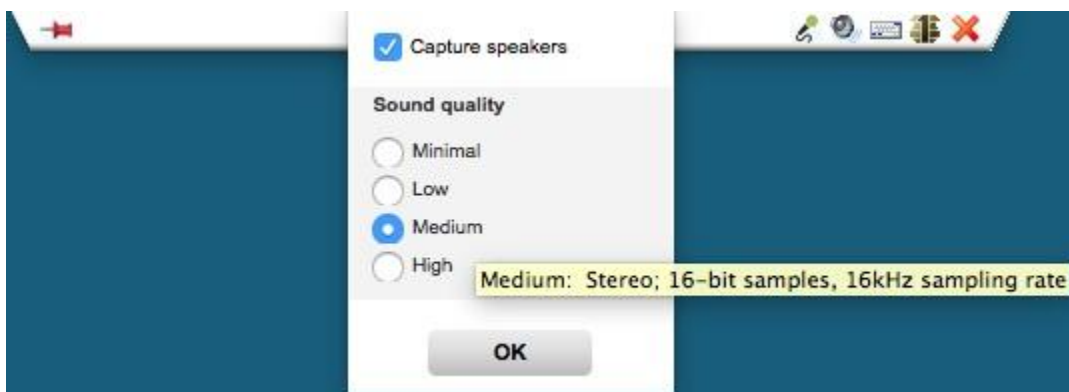 Capture speakers
Sound quality
Minimal
Low
Medium
High
Medium: Stereo; 16-bit samples, 16kHz sampling rate
OK